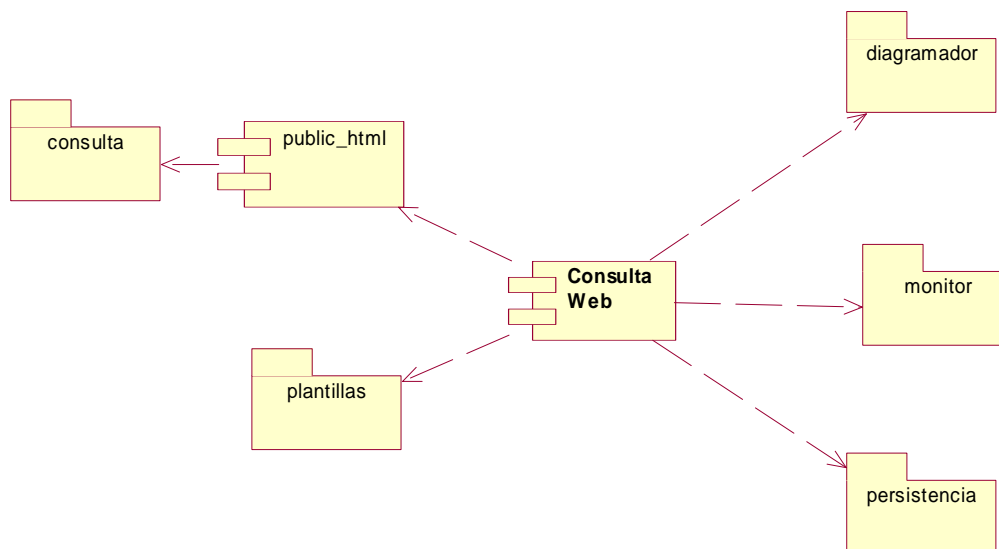 diagramador
consulta
public_html
Consulta
Web
monitor
plantillas
persistencia